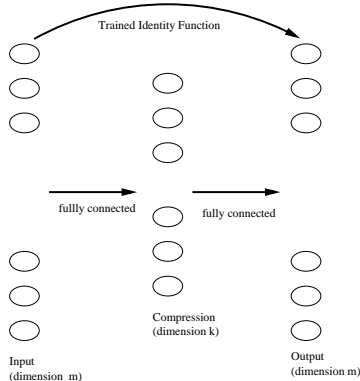 Trained Identity Function
fullly connected
fully connected
Compression
(dimension k)
Input
(dimension m)
Output
(dimension m)